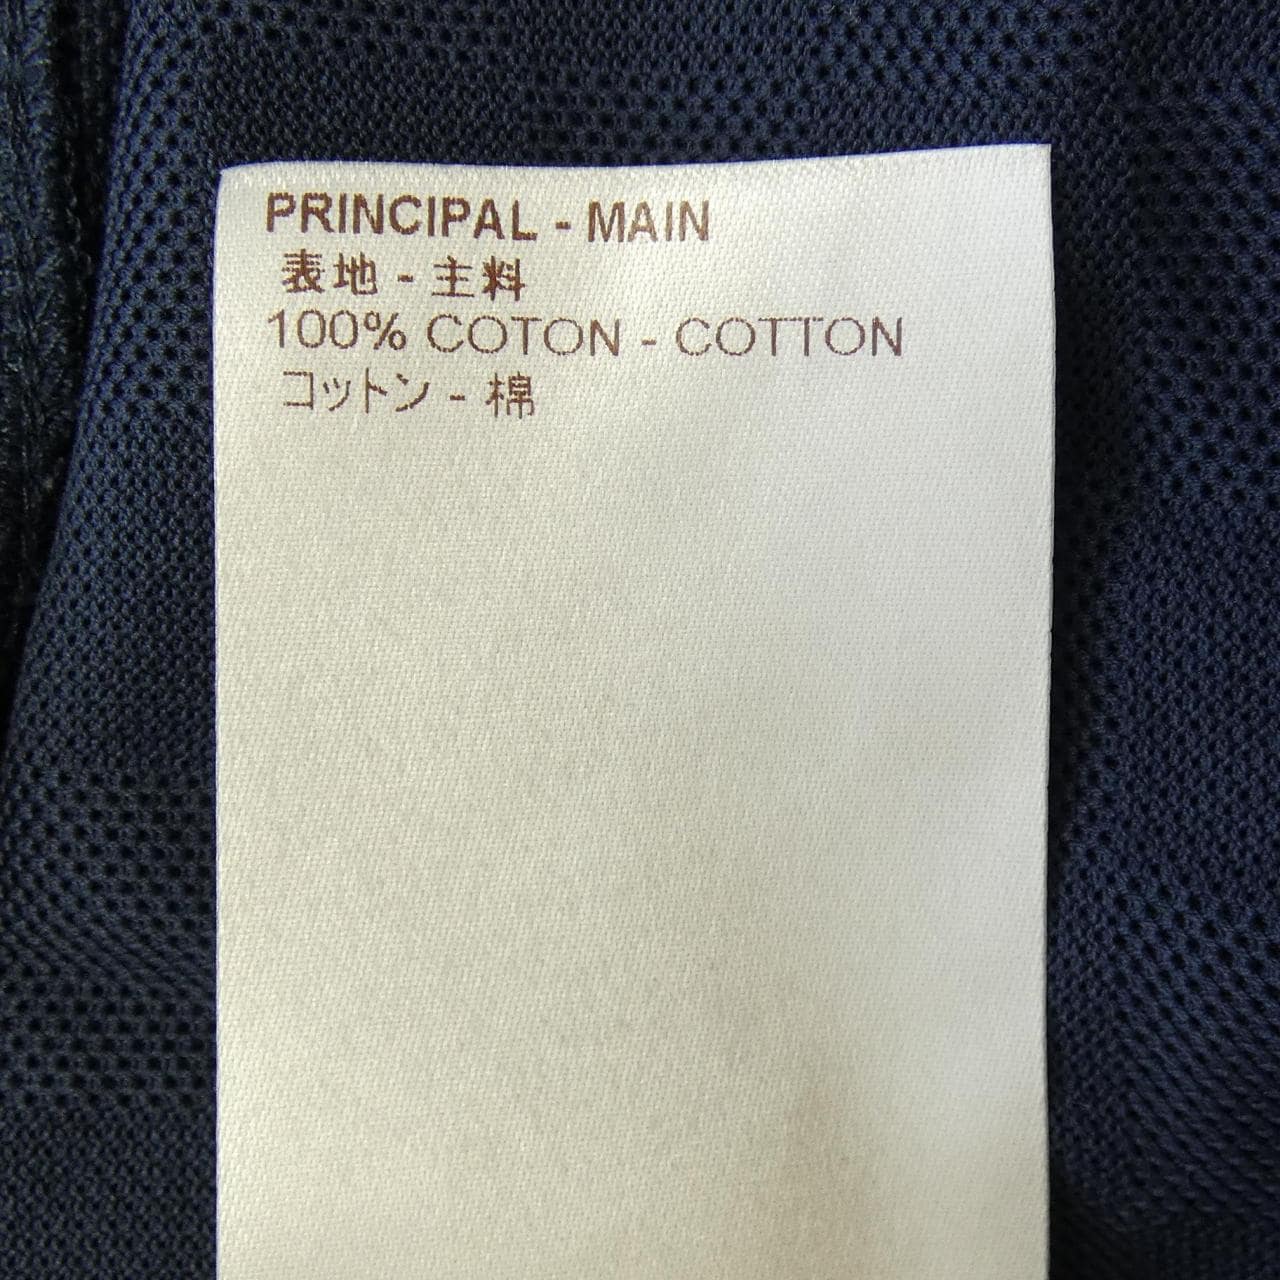 PRINCIPAL - MAIN
表地 - 主料
100% COTON - COTTON
コットン - 棉